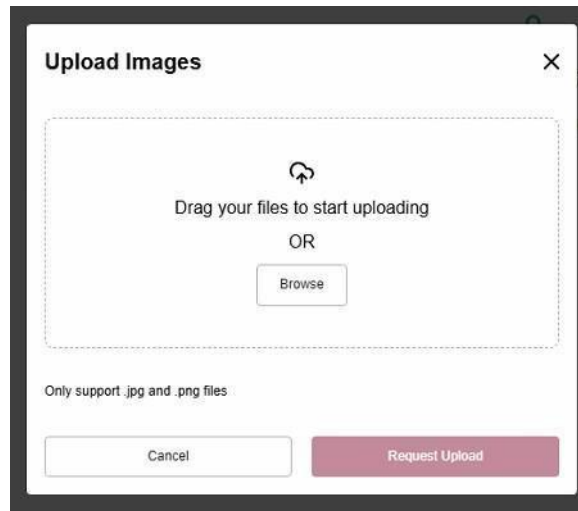 Upload Images
Drag your files to start uploading
OR
Browse
Only support .jpg and .png files
Cancel
Request Upload